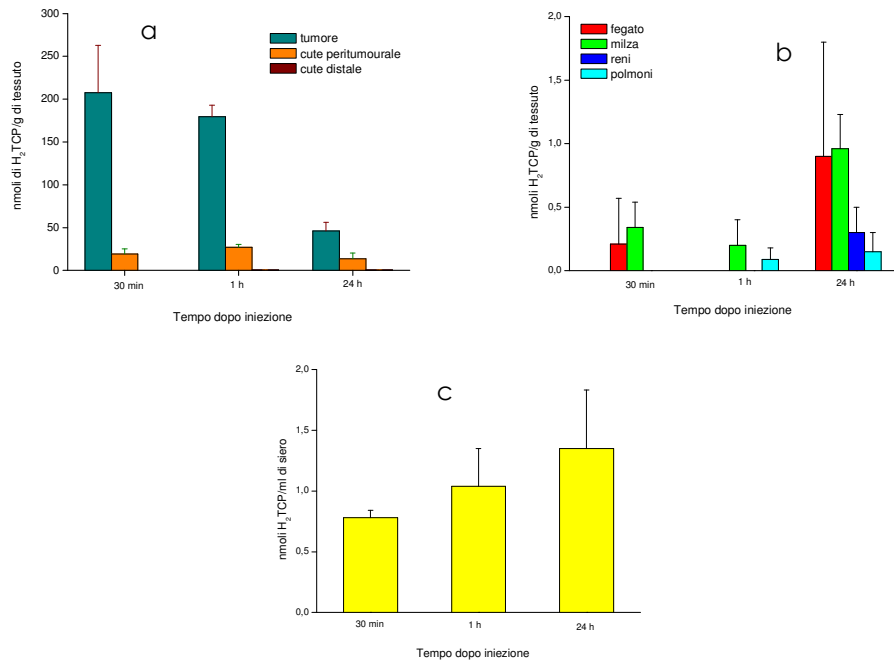 a
300
250
200
150
100
50
0
nmoli di H₂TCP/g di tessuto
tumore
cute peritumourale
cute distale
30 min
1 h
24 h
Tempo dopo iniezione
b
2,0
1,5
1,0
0,5
0,0
nmoli H₂TCP/g di tessuto
fegato
milza
reni
polmoni
30 min
1 h
24 h
Tempo dopo iniezione
c
2,0
1,5
1,0
0,5
0,0
nmoli H₂TCP/ml di siero
30 min
1 h
24 h
Tempo dopo iniezione